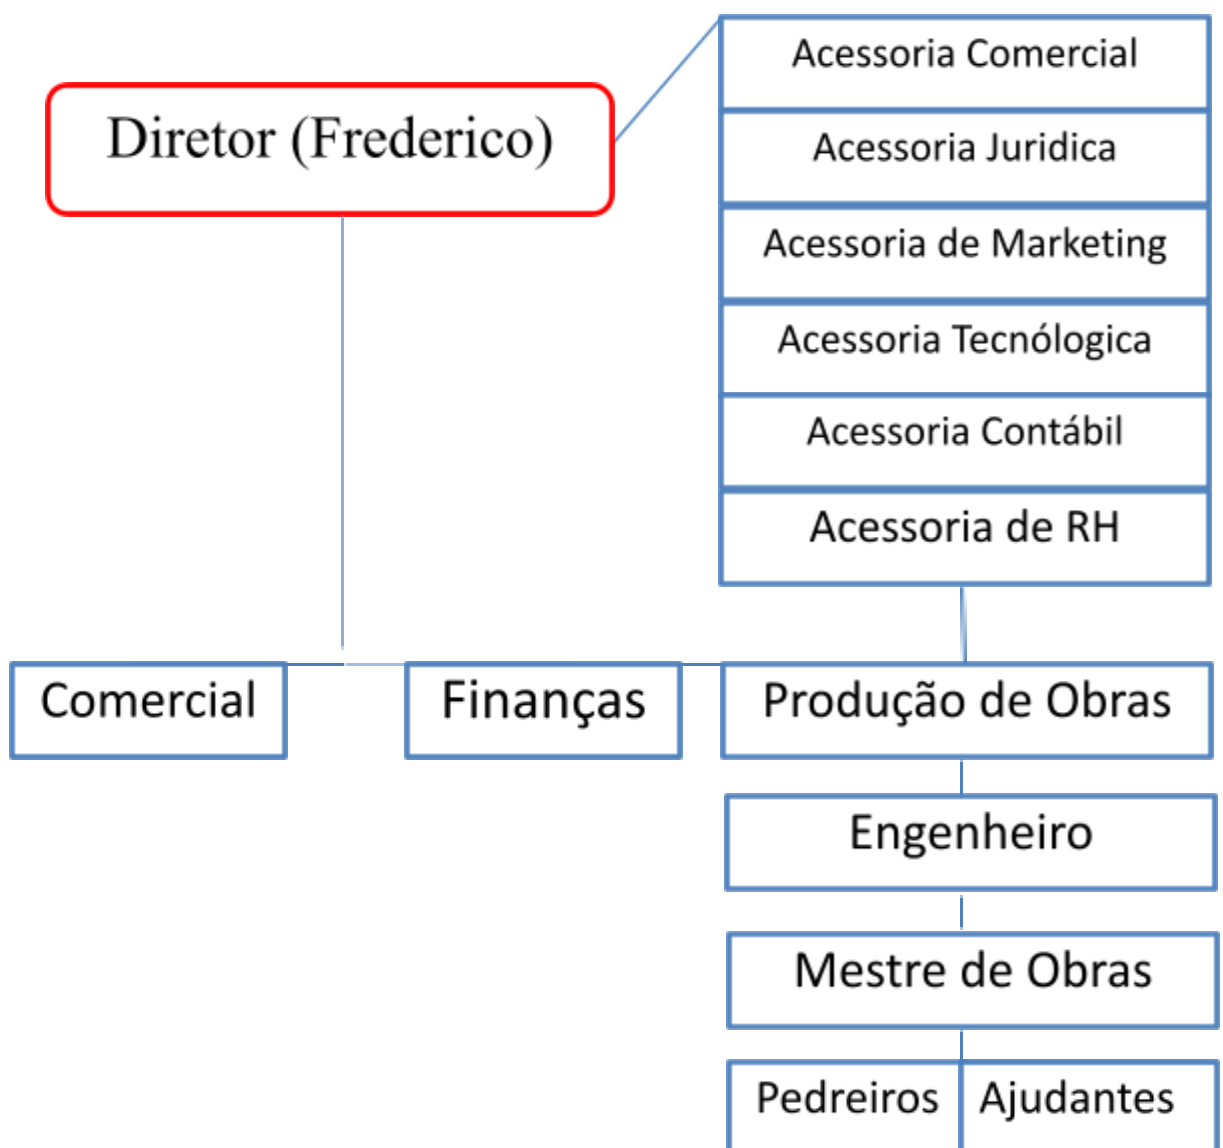 Diretor (Frederico)
Acessoria Comercial
Acessoria Juridica
Acessoria de Marketing
Acessoria Tecnólogica
Acessoria Contábil
Acessoria de RH
Comercial
Finanças
Produção de Obras
Engenheiro
Mestre de Obras
Pedreiros
Ajudantes